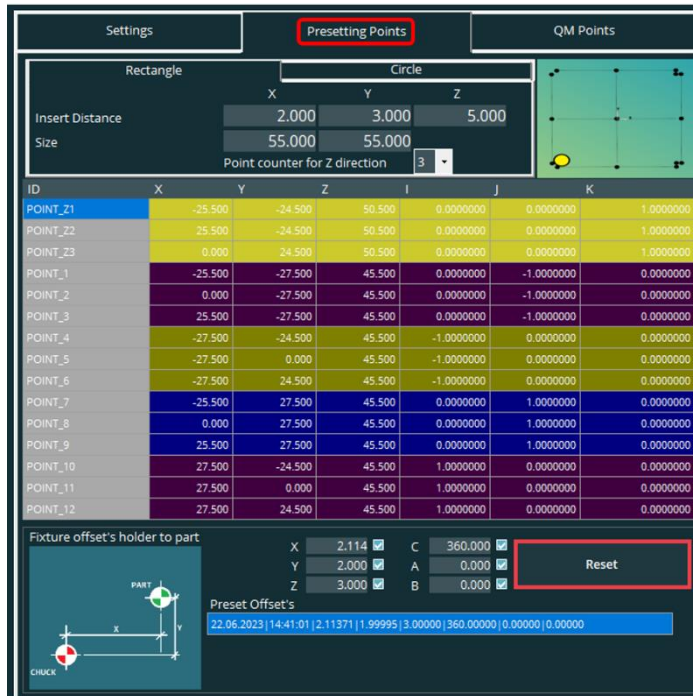 Settings Presetting Points QM Points
Rectangle Circle
X Y Z
Insert Distance 2.000 3.000 5.000
Size 55.000 55.000
Point counter for Z direction 3
ID X Y Z I J K
POINT_Z1 -25.500 -24.500 50.500 0.0000000 0.0000000 1.0000000
POINT_Z2 25.500 -24.500 50.500 0.0000000 0.0000000 1.0000000
POINT_Z3 0.000 24.500 50.500 0.0000000 0.0000000 1.0000000
POINT_1 -25.500 -27.500 45.500 0.0000000 -1.0000000 0.0000000
POINT_2 0.000 -27.500 45.500 0.0000000 -1.0000000 0.0000000
POINT_3 25.500 -27.500 45.500 0.0000000 -1.0000000 0.0000000
POINT_4 -27.500 -24.500 45.500 -1.0000000 0.0000000 0.0000000
POINT_5 -27.500 0.000 45.500 -1.0000000 0.0000000 0.0000000
POINT_6 -27.500 24.500 45.500 -1.0000000 0.0000000 0.0000000
POINT_7 -25.500 27.500 45.500 0.0000000 1.0000000 0.0000000
POINT_8 0.000 27.500 45.500 0.0000000 1.0000000 0.0000000
POINT_9 25.500 27.500 45.500 0.0000000 1.0000000 0.0000000
POINT_10 27.500 -24.500 45.500 1.0000000 0.0000000 0.0000000
POINT_11 27.500 0.000 45.500 1.0000000 0.0000000 0.0000000
POINT_12 27.500 24.500 45.500 1.0000000 0.0000000 0.0000000
Fixture offset's holder to part
X 2.114 C 360.000
Y 2.000 A 0.000 Reset
Z 3.000 B 0.000
PART
X Y
CHUCK
Preset Offset's
22.06.2023|14:41:01|2.11371|1.99995|3.00000|360.00000|0.00000|0.00000